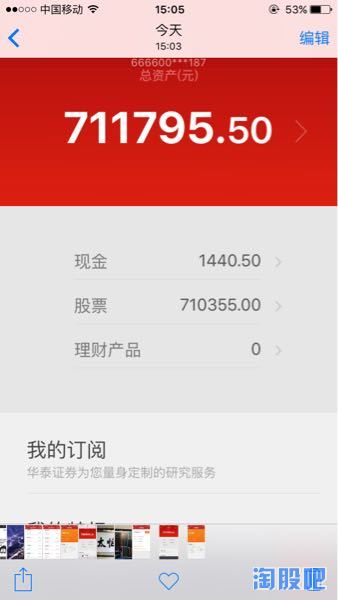 中国移动 15:05 53%
今天
15:03
编辑
666600***187
总资产(元)
711795.50
现金 1440.50
股票 710355.00
理财产品 0
我的订阅
华泰证券为您量身定制的研究服务
淘股吧